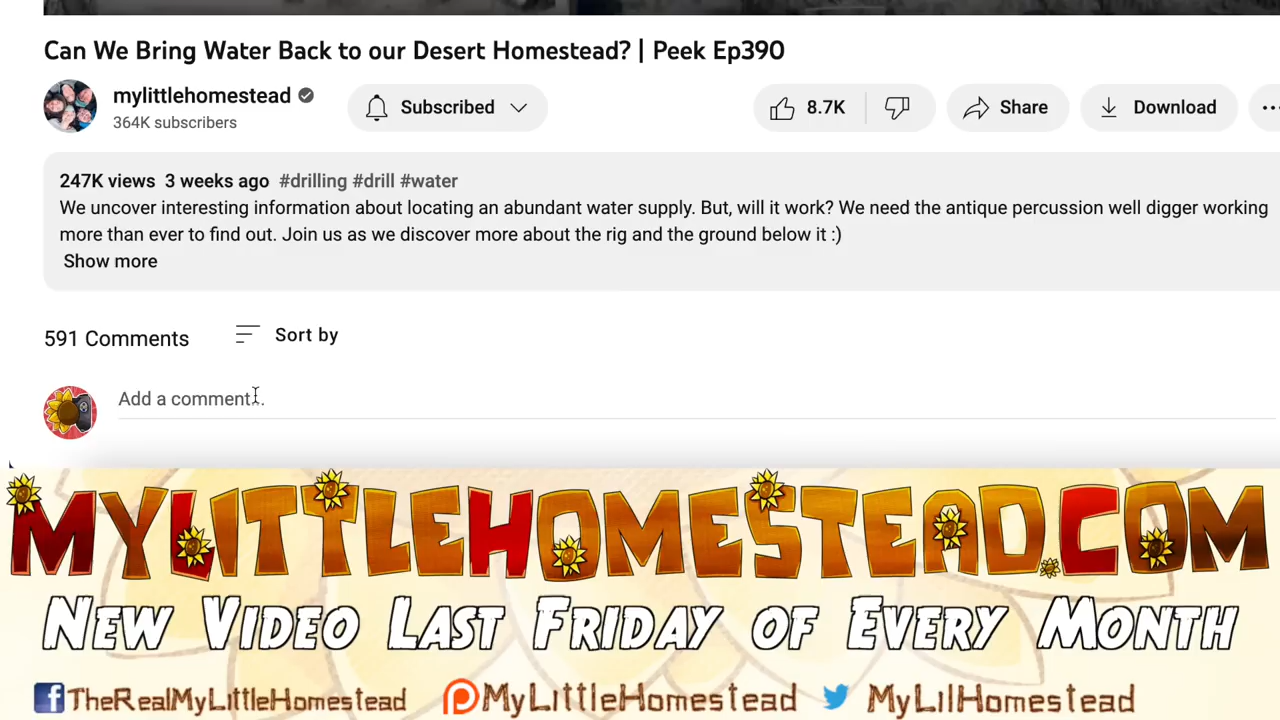 Can We Bring Water Back to our Desert Homestead? | Peek Ep390
mylittlehomestead
364K subscribers
Subscribed
8.7K
Share
Download
247K views 3 weeks ago #drilling #drill #water
We uncover interesting information about locating an abundant water supply. But, will it work? We need the antique percussion well digger working
more than ever to find out. Join us as we discover more about the rig and the ground below it :)
Show more
591 Comments
Sort by
Add a comment...
MYLITTLEHOMESTEAD.COM
NEW VIDEO LAST FRIDAY OF EVERY MONTH
TheRealMyLittleHomestead
MyLittleHomestead
MyLilHomestead